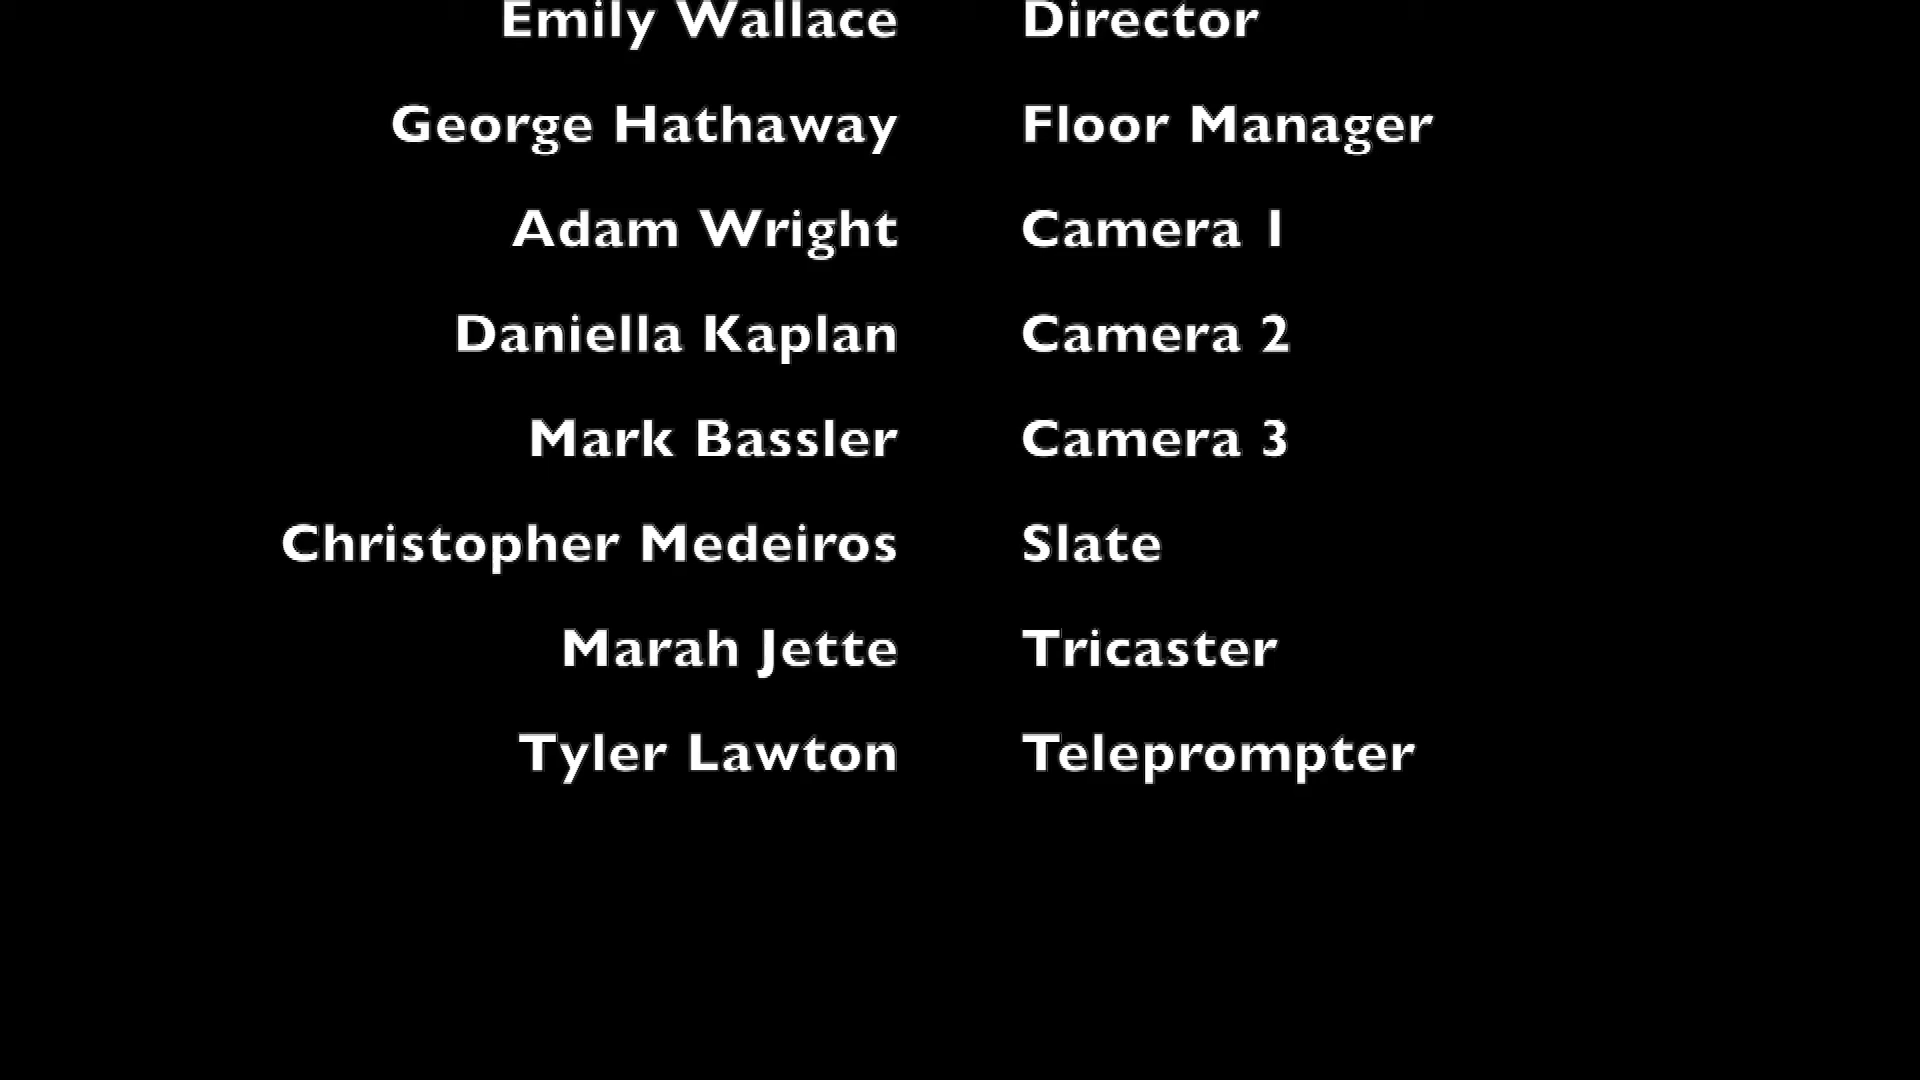 Emily Wallace Director
George Hathaway Floor Manager
Adam Wright Camera 1
Daniella Kaplan Camera 2
Mark Bassler Camera 3
Christopher Medeiros Slate
Marah Jette Tricaster
Tyler Lawton Teleprompter